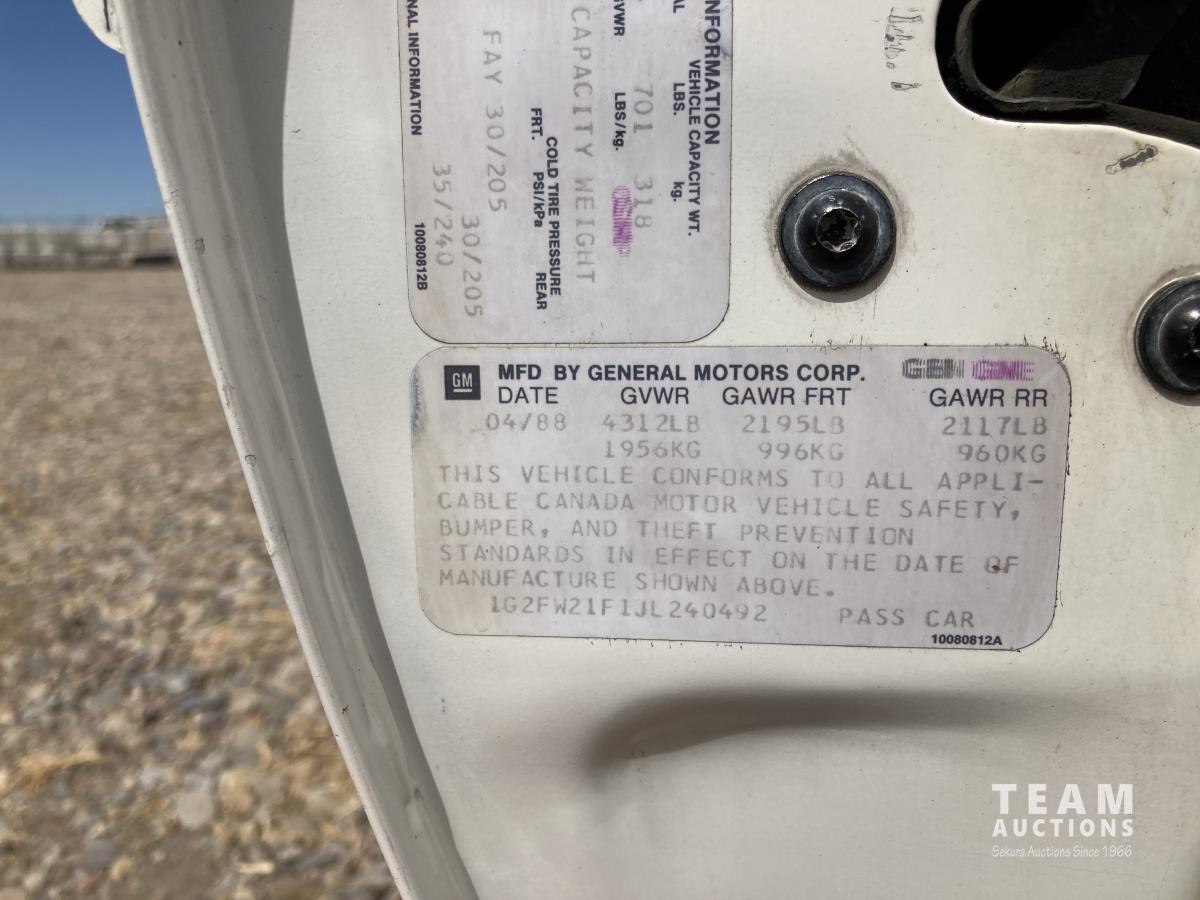 NFORMATION
VEHICLE CAPACITY WT.
LBS. kg.
701 318
GVWR LBS/kg.
CAPACITY WEIGHT
COLD TIRE PRESSURE
FRT. PSI/kPa REAR
FAY 30/205 30/205
35/240
NAL INFORMATION 10080812B
GM MFD BY GENERAL MOTORS CORP.
DATE GVWR GAWR FRT GAWR RR
04/88 4312LB 2195LB 2117LB
1956KG 996KG 960KG
THIS VEHICLE CONFORMS TO ALL APPLI-
CABLE CANADA MOTOR VEHICLE SAFETY,
BUMPER, AND THEFT PREVENTION
STANDARDS IN EFFECT ON THE DATE OF
MANUFACTURE SHOWN ABOVE.
1G2FW21F1JL240492 PASS CAR
10080812A
TEAM
AUCTIONS
Sekura Auctions Since 1966